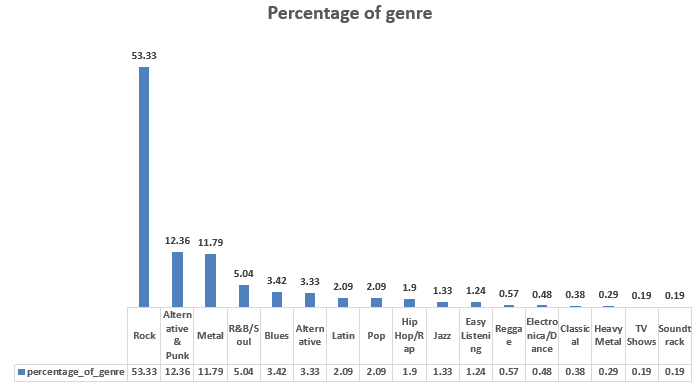 Percentage of genre
53.33
12.36
11.79
5.04
3.42
3.33
2.09
2.09
1.9
1.33
1.24
0.57
0.48
0.38
0.29
0.19
0.19
Rock
Altern
ative
&
Punk
Metal
R&B/S
oul
Blues
Altern
ative
Latin
Pop
Hip
Hop/R
ap
Jazz
Easy
Listeni
ng
Regga
e
Electro
nica/D
ance
Classic
al
Heavy
Metal
TV
Shows
Soundt
rack
percentage_of_genre 53.33 12.36 11.79 5.04 3.42 3.33 2.09 2.09 1.9 1.33 1.24 0.57 0.48 0.38 0.29 0.19 0.19